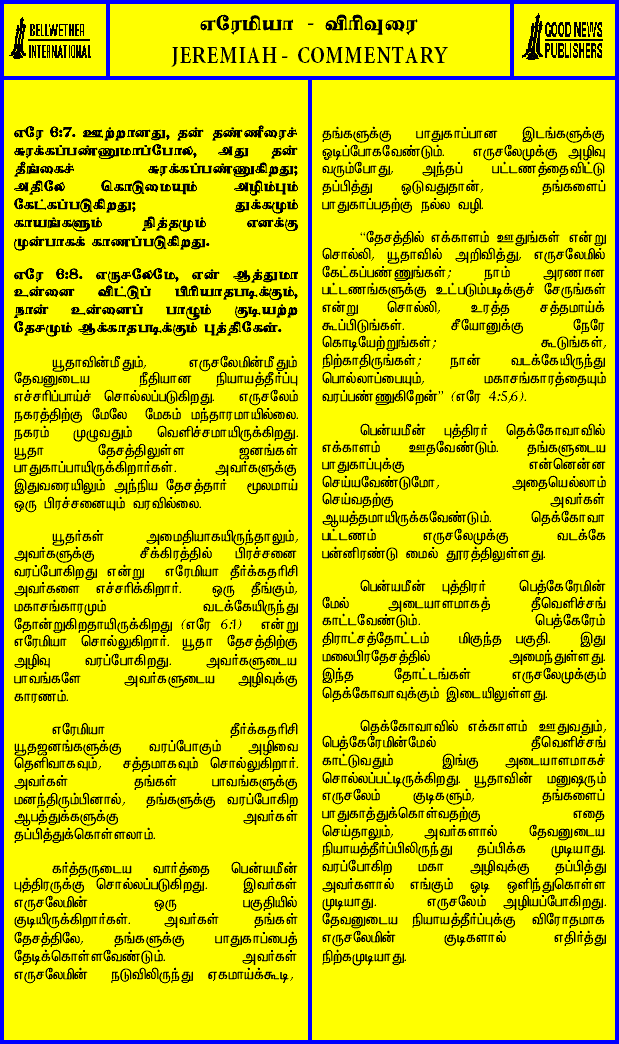 BELLWETHER
INTERNATIONAL
எரேமியா - விரிவுரை
JEREMIAH - COMMENTARY
GOOD NEWS
PUBLISHERS
எரே 6:7. ஊற்றானது, தன் தண்ணீரைச்
சுரக்கப்பண்ணுமாப்போல, அது தன்
தீங்கைச் சுரக்கப்பண்ணுகிறது;
அதிலே கொடுமையும் அழிம்பும்
கேட்கப்படுகிறது; துக்கமும்
காயங்களும் நித்தமும் எனக்கு
முன்பாகக் காணப்படுகிறது.
எரே 6:8. எருசலேமே, என் ஆத்துமா
உன்னை விட்டுப் பிரியாதபடிக்கும்,
நான் உன்னைப் பாழும் குடியற்ற
தேசமும் ஆக்காதபடிக்கும் புத்திகேள்.
யூதாவின்மீதும், எருசலேமின்மீதும்
தேவனுடைய நீதியான நியாயத்தீர்ப்பு
எச்சரிப்பாய்ச் சொல்லப்படுகிறது. எருசலேம்
நகரத்திற்கு மேலே மேகம் மந்தாரமாயில்லை.
நகரம் முழுவதும் வெளிச்சமாயிருக்கிறது.
யூதா தேசத்திலுள்ள ஜனங்கள்
பாதுகாப்பாயிருக்கிறார்கள். அவர்களுக்கு
இதுவரையிலும் அந்நிய தேசத்தார் மூலமாய்
ஒரு பிரச்சனையும் வரவில்லை.
யூதர்கள் அமைதியாகயிருந்தாலும்,
அவர்களுக்கு சீக்கிரத்தில் பிரச்சனை
வரப்போகிறது என்று எரேமியா தீர்க்கதரிசி
அவர்களை எச்சரிக்கிறார். ஒரு தீங்கும்,
மகாசங்காரமும் வடக்கேயிருந்து
தோன்றுகிறதாயிருக்கிறது (எரே 6:1) என்று
எரேமியா சொல்லுகிறார். யூதா தேசத்திற்கு
அழிவு வரப்போகிறது. அவர்களுடைய
பாவங்களே அவர்களுடைய அழிவுக்கு
காரணம்.
எரேமியா தீர்க்கதரிசி
யூதஜனங்களுக்கு வரப்போகும் அழிவை
தெளிவாகவும், சத்தமாகவும் சொல்லுகிறார்.
அவர்கள் தங்கள் பாவங்களுக்கு
மனந்திரும்பினால், தங்களுக்கு வரப்போகிற
ஆபத்துக்களுக்கு அவர்கள்
தப்பித்துக்கொள்ளலாம்.
கர்த்தருடைய வார்த்தை பென்யமீன்
புத்திரருக்கு சொல்லப்படுகிறது. இவர்கள்
எருசலேமின் ஒரு பகுதியில்
குடியிருக்கிறார்கள். அவர்கள் தங்கள்
தேசத்திலே, தங்களுக்கு பாதுகாப்பைத்
தேடிக்கொள்ளவேண்டும். அவர்கள்
எருசலேமின் நடுவிலிருந்து ஏகமாய்க்கூடி,
தங்களுக்கு பாதுகாப்பான இடங்களுக்கு
ஓடிப்போகவேண்டும். எருசலேமுக்கு அழிவு
வரும்போது, அந்தப் பட்டணத்தைவிட்டு
தப்பித்து ஓடுவதுதான், தங்களைப்
பாதுகாப்பதற்கு நல்ல வழி.
“தேசத்தில் எக்காளம் ஊதுங்கள் என்று
சொல்லி, யூதாவில் அறிவித்து, எருசலேமில்
கேட்கப்பண்ணுங்கள்; நாம் அரணான
பட்டணங்களுக்கு உட்படும்படிக்குச் சேருங்கள்
என்று சொல்லி, உரத்த சத்தமாய்க்
கூப்பிடுங்கள். சீயோனுக்கு நேரே
கொடியேற்றுங்கள்; கூடுங்கள்,
நிற்காதிருங்கள்; நான் வடக்கேயிருந்து
பொல்லாப்பையும், மகாசங்காரத்தையும்
வரப்பண்ணுகிறேன்” (எரே 4:5,6).
பென்யமீன் புத்திரர் தெக்கோவாவில்
எக்காளம் ஊதவேண்டும். தங்களுடைய
பாதுகாப்புக்கு என்னென்ன
செய்யவேண்டுமோ, அதையெல்லாம்
செய்வதற்கு அவர்கள்
ஆயத்தமாயிருக்கவேண்டும். தெக்கோவா
பட்டணம் எருசலேமுக்கு வடக்கே
பன்னிரண்டு மைல் தூரத்திலுள்ளது.
பென்யமீன் புத்திரர் பெத்கேரேமின்
மேல் அடையாளமாகத் தீவெளிச்சங்
காட்டவேண்டும். பெத்கேரேம்
திராட்சத்தோட்டம் மிகுந்த பகுதி. இது
மலைபிரதேசத்தில் அமைந்துள்ளது.
இந்த தோட்டங்கள் எருசலேமுக்கும்
தெக்கோவாவுக்கும் இடையிலுள்ளது.
தெக்கோவாவில் எக்காளம் ஊதுவதும்,
பெத்கேரேமின்மேல் தீவெளிச்சங்
காட்டுவதும் இங்கு அடையாளமாகச்
சொல்லப்பட்டிருக்கிறது. யூதாவின் மனுஷரும்
எருசலேம் குடிகளும், தங்களைப்
பாதுகாத்துக்கொள்வதற்கு எதை
செய்தாலும், அவர்களால் தேவனுடைய
நியாயத்தீர்ப்பிலிருந்து தப்பிக்க முடியாது.
வரப்போகிற மகா அழிவுக்கு தப்பித்து
அவர்களால் எங்கும் ஓடி ஒளிந்துகொள்ள
முடியாது. எருசலேம் அழியப்போகிறது.
தேவனுடைய நியாயத்தீர்ப்புக்கு விரோதமாக
எருசலேமின் குடிகளால் எதிர்த்து
நிற்கமுடியாது.